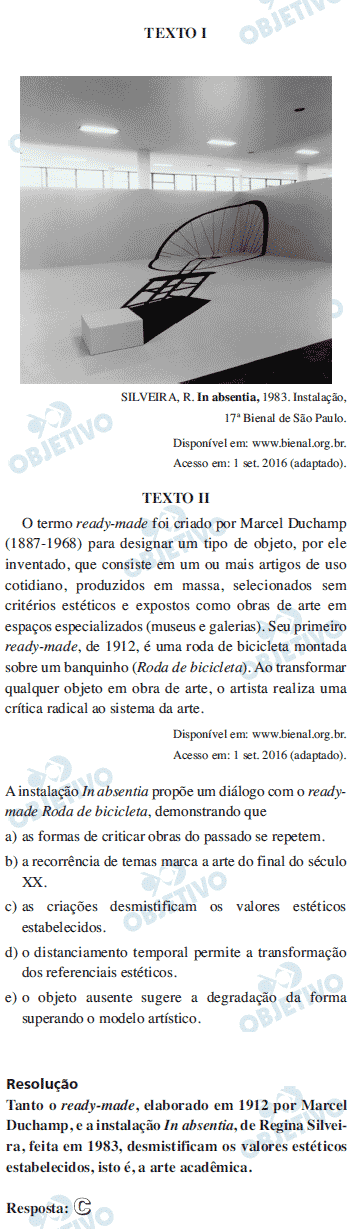 TEXTO I
SILVEIRA, R. In absentia, 1983. Instalação,
17ª Bienal de São Paulo.
Disponível em: www.bienal.org.br.
Acesso em: 1 set. 2016 (adaptado).
TEXTO II
O termo ready-made foi criado por Marcel Duchamp
(1887-1968) para designar um tipo de objeto, por ele
inventado, que consiste em um ou mais artigos de uso
cotidiano, produzidos em massa, selecionados sem
critérios estéticos e expostos como obras de arte em
espaços especializados (museus e galerias). Seu primeiro
ready-made, de 1912, é uma roda de bicicleta montada
sobre um banquinho (Roda de bicicleta). Ao transformar
qualquer objeto em obra de arte, o artista realiza uma
crítica radical ao sistema da arte.
Disponível em: www.bienal.org.br.
Acesso em: 1 set. 2016 (adaptado).
A instalação In absentia propõe um diálogo com o ready-
made Roda de bicicleta, demonstrando que
a) as formas de criticar obras do passado se repetem.
b) a recorrência de temas marca a arte do final do século
XX.
c) as criações desmistificam os valores estéticos
estabelecidos.
d) o distanciamento temporal permite a transformação
dos referenciais estéticos.
e) o objeto ausente sugere a degradação da forma
superando o modelo artístico.
Resolução
Tanto o ready-made, elaborado em 1912 por Marcel
Duchamp, e a instalação In absentia, de Regina Silvei-
ra, feita em 1983, desmistificam os valores estéticos
estabelecidos, isto é, a arte acadêmica.
Resposta: C
OBJETIVO
OBJETIVO
OBJETIVO
OBJETIVO
OBJETIVO
OBJETIVO
OBJETIVO
OBJETIVO
OBJETIVO